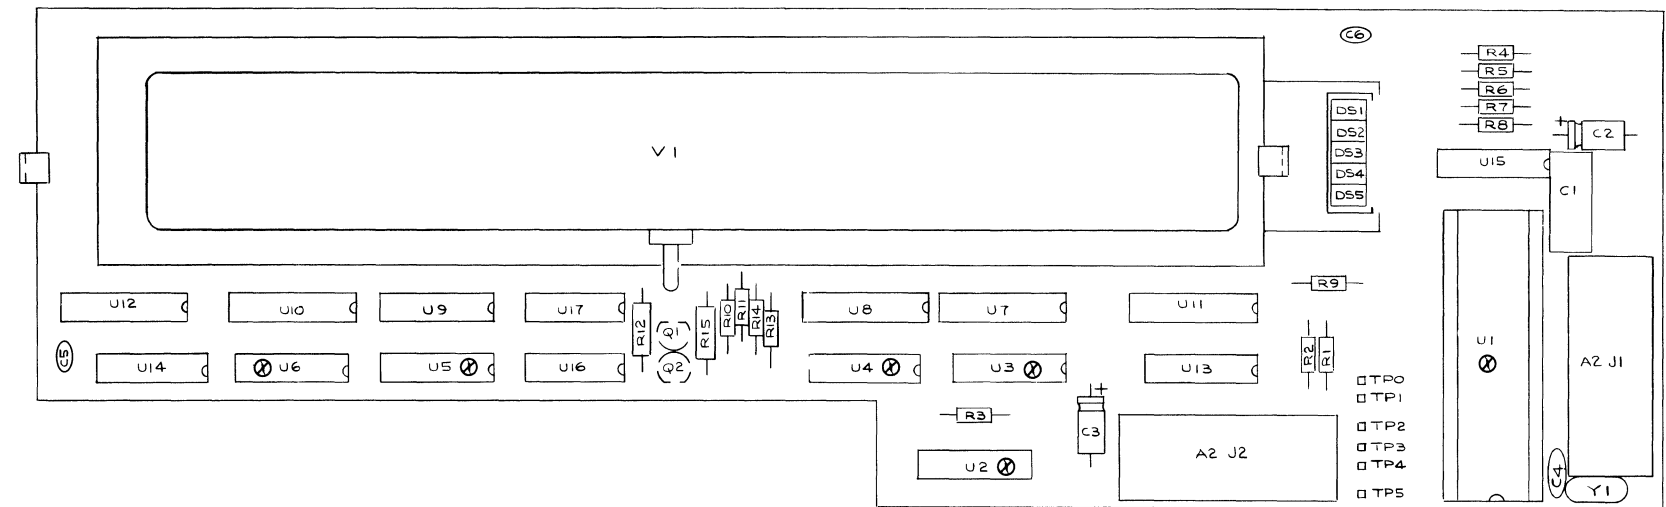 C6
R4
R5
R6
R7
R8
C2
DS1
DS2
DS3
DS4
DS5
V1
U15
C1
R9
U12
U10
U9
U17
R12
Q1
R15
R10
R11
R14
R13
U8
U7
U11
U1
R2
R1
C5
U14
U6
U5
U16
Q2
U4
U3
U13
A2 J1
TP0
TP1
TP2
TP3
TP4
TP5
R3
C3
A2 J2
U2
C4
Y1